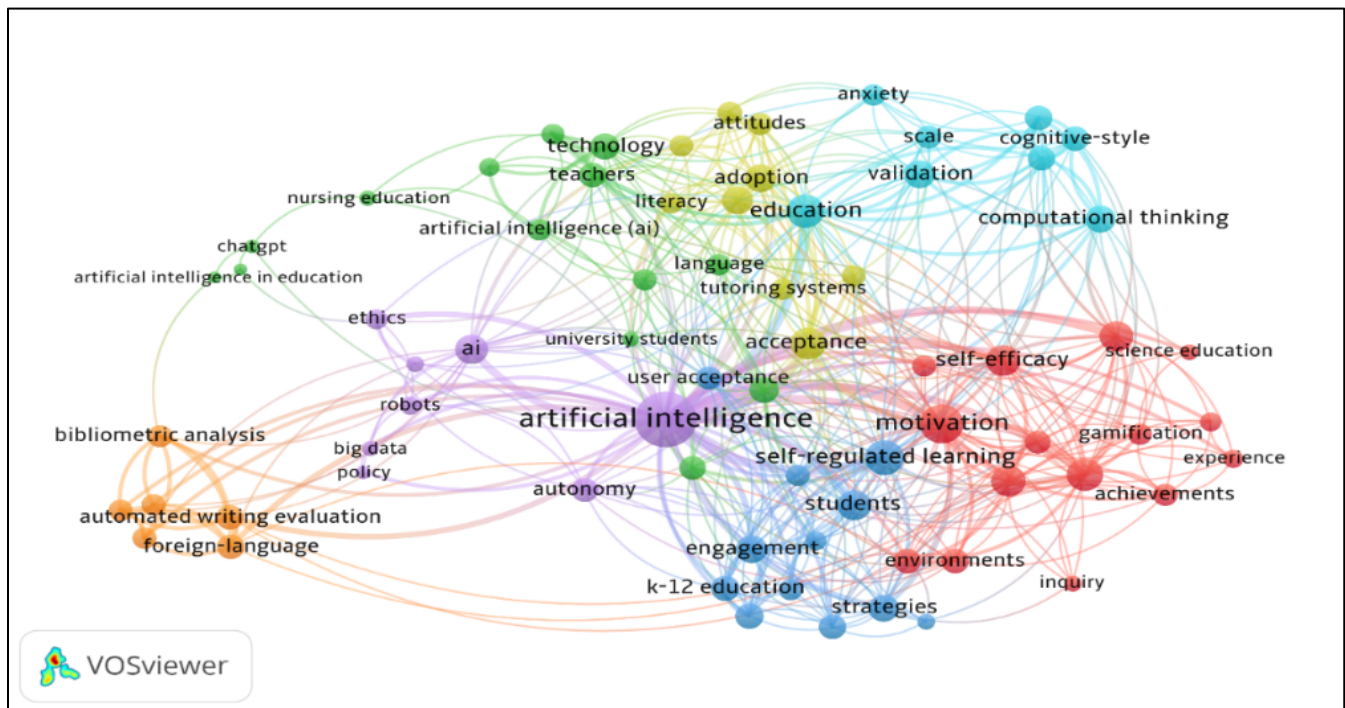 anxiety
attitudes
scale
cognitive-style
technology
teachers
adoption
validation
nursing education
literacy
education
computational thinking
artificial intelligence (ai)
chatgpt
language
artificial intelligence in education
tutoring systems
ethics
university students
acceptance
ai
self-efficacy
science education
user acceptance
robots
artificial intelligence
motivation
bibliometric analysis
gamification
big data
self-regulated learning
experience
policy
autonomy
achievements
students
automated writing evaluation
foreign-language
engagement
environments
k-12 education
inquiry
strategies
VOSviewer